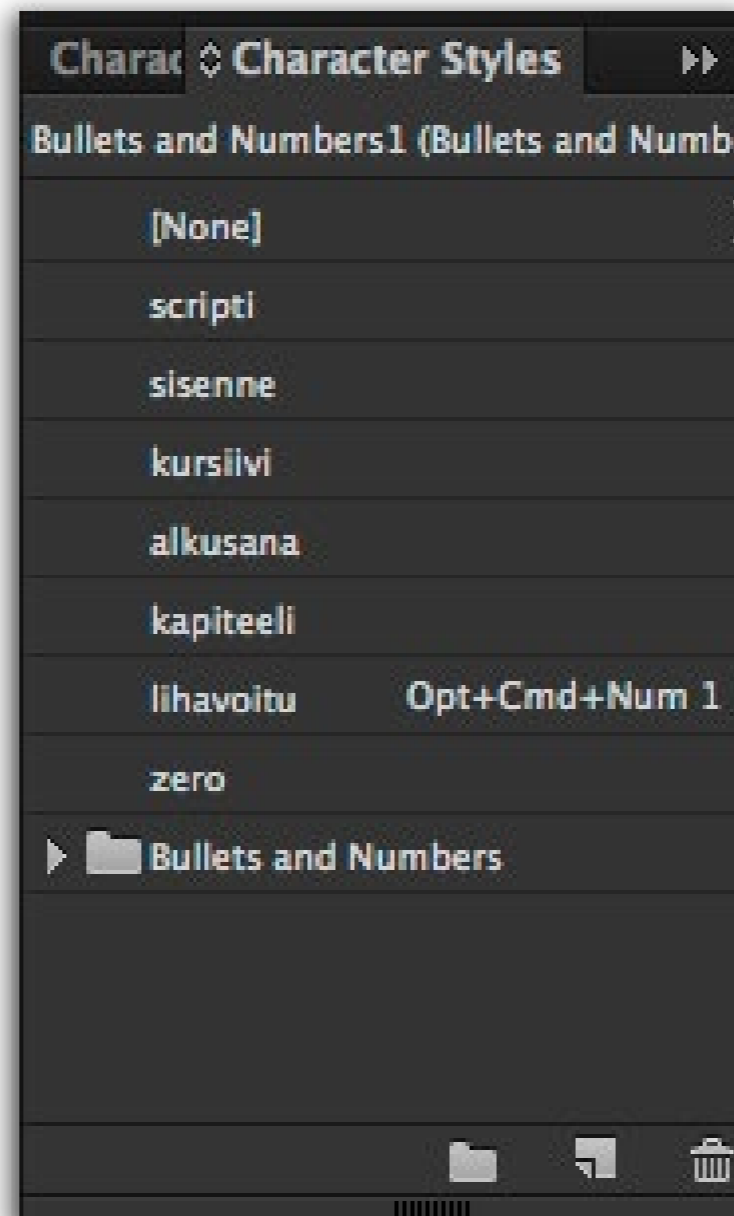 Charac Character Styles
Bullets and Numbers1 (Bullets and Numb
[None]
scripti
sisenne
kursiivi
alkusana
kapiteeli
lihavoitu Opt+Cmd+Num 1
zero
Bullets and Numbers